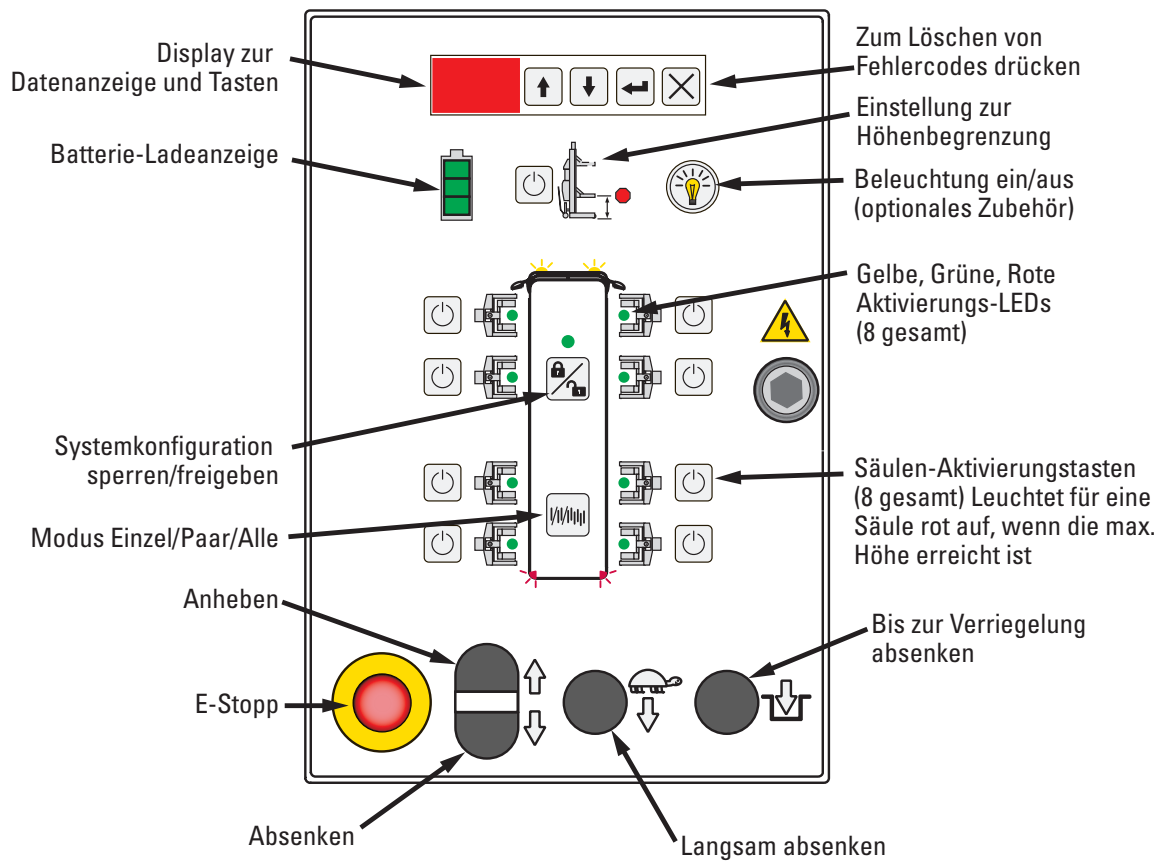 Display zur
Datenanzeige und Tasten
Zum Löschen von
Fehlercodes drücken
Einstellung zur
Höhenbegrenzung
Batterie-Ladeanzeige
Beleuchtung ein/aus
(optionales Zubehör)
Gelbe, Grüne, Rote
Aktivierungs-LEDs
(8 gesamt)
Systemkonfiguration
sperren/freigeben
Säulen-Aktivierungstasten
(8 gesamt) Leuchtet für eine
Säule rot auf, wenn die max.
Höhe erreicht ist
Modus Einzel/Paar/Alle
Anheben
Bis zur Verriegelung
absenken
E-Stopp
Absenken
Langsam absenken